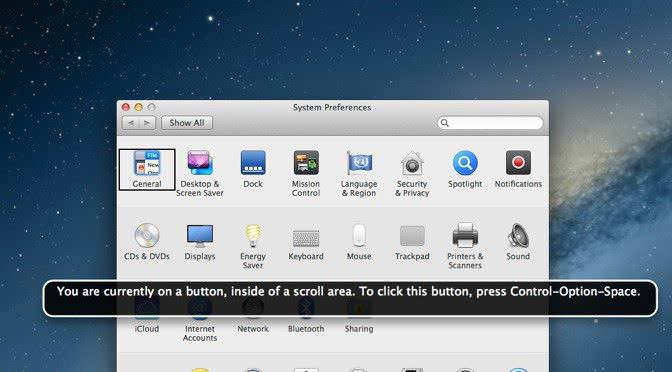 System Preferences
Show All
File
New
General
Desktop &
Screen Saver
Dock
Mission
Control
Language
& Region
Security
& Privacy
Spotlight
Notifications
CDs & DVDs
Displays
Energy
Saver
Keyboard
Mouse
Trackpad
Printers &
Scanners
Sound
You are currently on a button, inside of a scroll area. To click this button, press Control-Option-Space.
iCloud
Internet
Accounts
Network
Bluetooth
Sharing